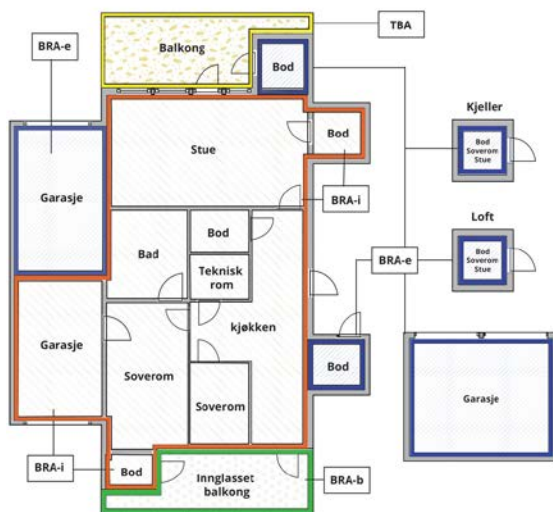 TBA
BRA-e
Balkong
Bod
Kjeller
Bod
Soverom
Stue
Bod
Stue
Garasje
BRA-i
Loft
Bod
Bod
Soverom
Stue
Bad
Teknisk
rom
BRA-e
kjøkken
Garasje
Soverom
Bod
Garasje
Soverom
BRA-i
Bod
Innglasset
balkong
BRA-b